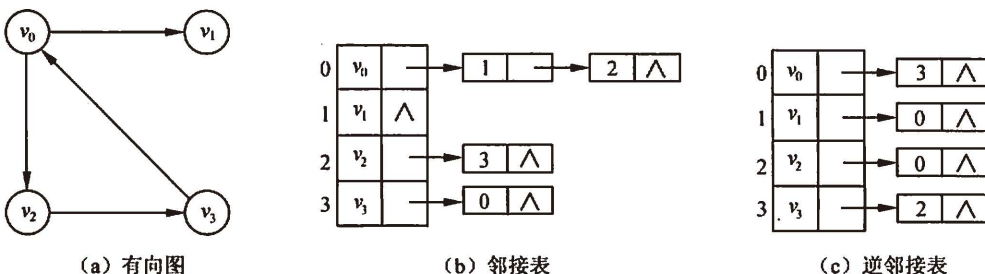 v0 v1
v2 v3
(a) 有向图
0 v0 1 2 ∧
1 v1 ∧
2 v2 3 ∧
3 v3 0 ∧
(b) 邻接表
0 v0 3 ∧
1 v1 0 ∧
2 v2 0 ∧
3 v3 2 ∧
(c) 逆邻接表